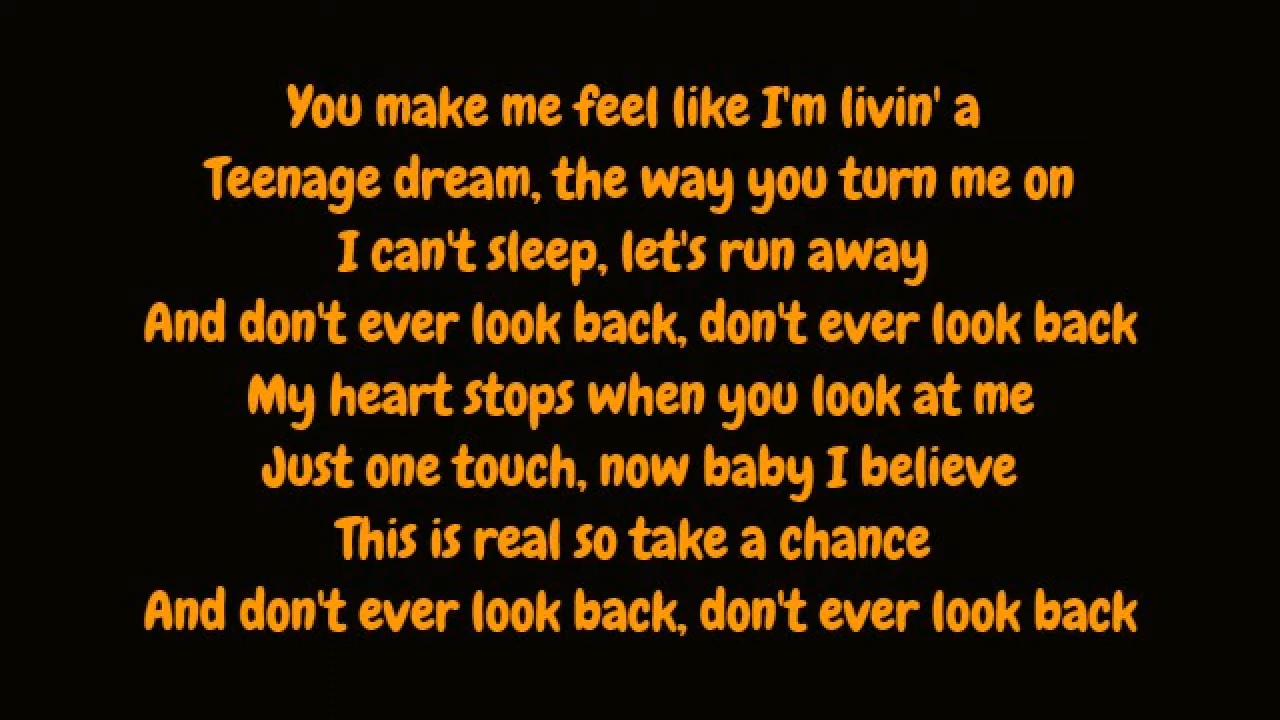 You make me feel like I'm livin' a
Teenage dream, the way you turn me on
I can't sleep, let's run away
And don't ever look back, don't ever look back
My heart stops when you look at me
Just one touch, now baby I believe
This is real so take a chance
And don't ever look back, don't ever look back